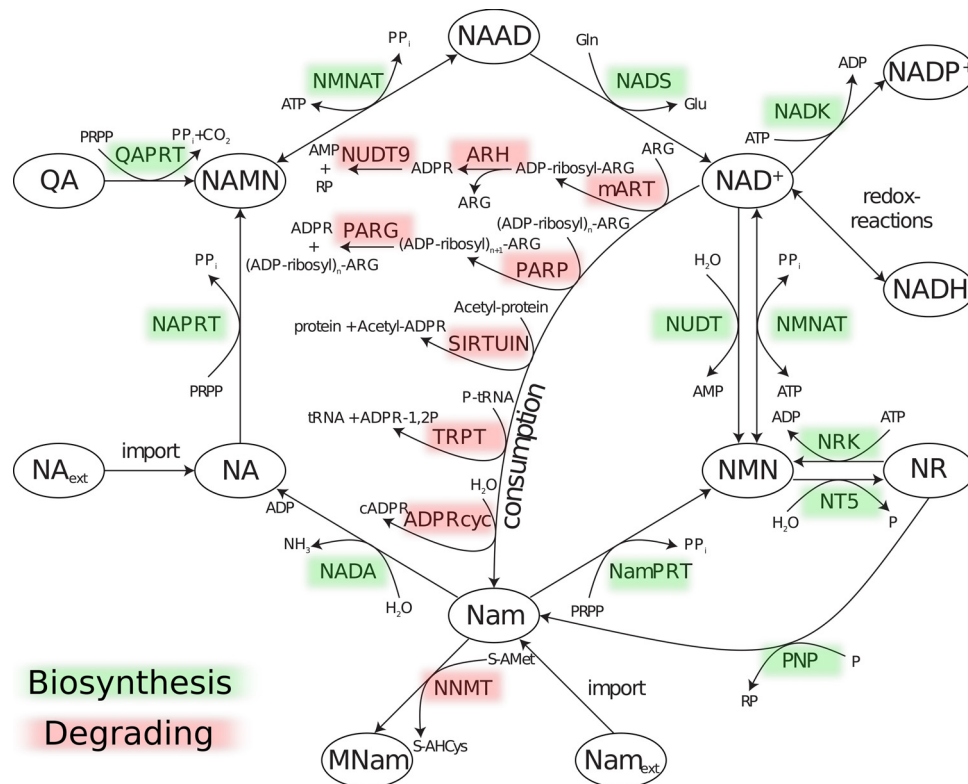 NAAD
PPᵢ
Gln
NMNAT
NADS
ADP
NADP⁺
ATP
Glu
NADK
PRPP
PPᵢ+CO₂
ATP
QAPRT
AMP
+
RP
NUDT9
ADPR
ARH
ADP-ribosyl-ARG
ARG
ARG
mART
QA
NAMN
NAD⁺
redox-
reactions
ADPR
+
(ADP-ribosyl)ₙ-ARG
PARG
(ADP-ribosyl)ₙ₊₁-ARG
(ADP-ribosyl)ₙ-ARG
PARP
PPᵢ
H₂O
PPᵢ
NADH
NAPRT
Acetyl-protein
protein +Acetyl-ADPR
SIRTUIN
NUDT
NMNAT
PRPP
AMP
ATP
P-tRNA
tRNA +ADPR-1,2P
TRPT
consumption
ADP
ATP
NRK
NAₑₓₜ
import
NA
NMN
NR
NT5
H₂O
P
ADP
H₂O
cADPR
ADPRcyc
NH₃
NADA
H₂O
PPᵢ
NamPRT
PRPP
Nam
PNP
P
RP
S-AMet
NNMT
import
S-AHCys
MNam
Namₑₓₜ
Biosynthesis
Degrading